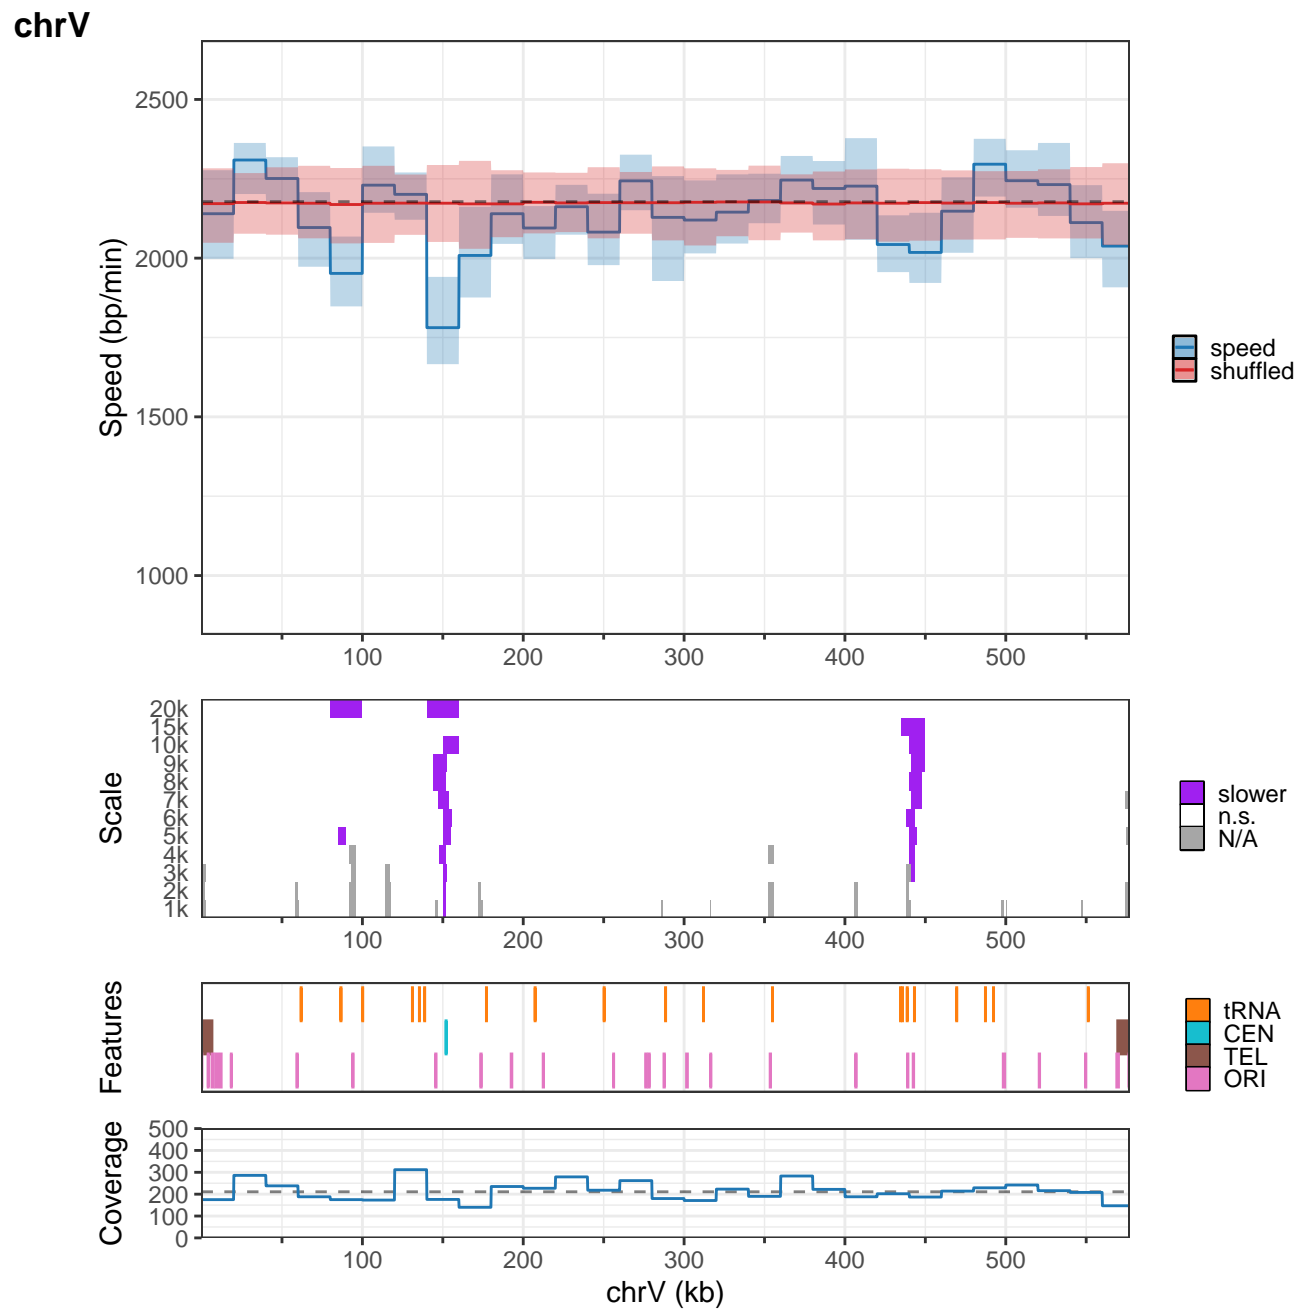 chrV
Speed (bp/min)
2500
2000
1500
1000
100 200 300 400 500
speed
shuffled
Scale
20k
15k
10k
9k
8k
7k
6k
5k
4k
3k
2k
1k
100 200 300 400 500
slower
n.s.
N/A
Features
tRNA
CEN
TEL
ORI
Coverage
500
400
300
200
100
0
100 200 300 400 500
chrV (kb)